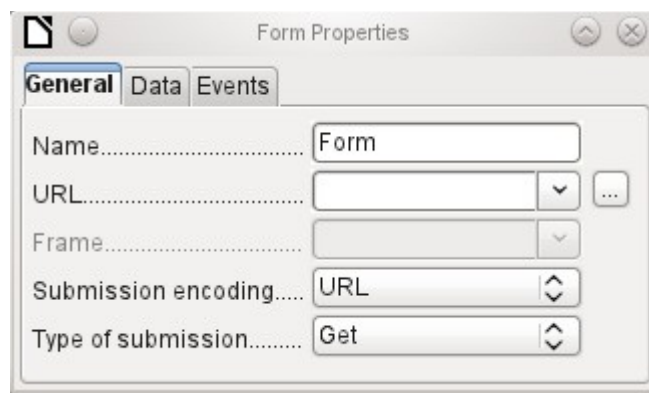 Form Properties
General Data Events
Name................................ Form
URL...................................
...
Frame...............................
Submission encoding..... URL
Type of submission......... Get